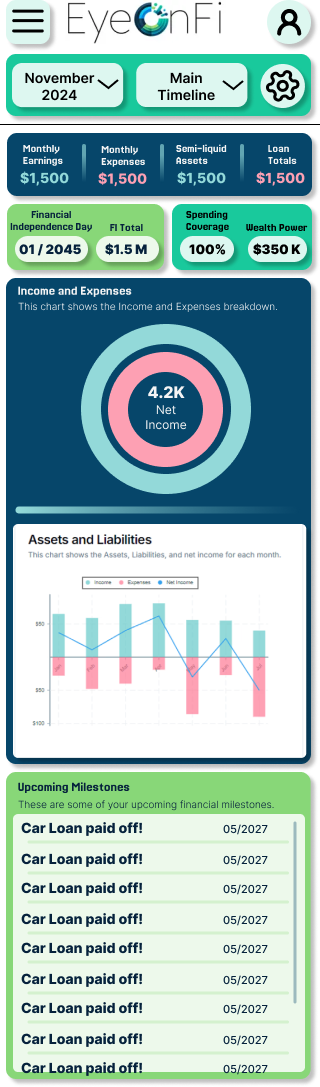 EyeOnFi
November
2024
Main
Timeline
Monthly
Earnings
$1,500
Monthly
Expenses
$1,500
Semi-liquid
Assets
$1,500
Loan
Totals
$1,500
Financial
Independence Day
01 / 2045
FI Total
$1.5 M
Spending
Coverage
100%
Wealth Power
$350 K
Income and Expenses
This chart shows the Income and Expenses breakdown.
4.2K
Net
Income
Assets and Liabilities
This chart shows the Assets, Liabilities, and net income for each month.
Income Expenses Net Income
$50
Jan Feb Mar Apr May Jun Jul
$50
$100
Upcoming Milestones
These are some of your upcoming financial milestones.
Car Loan paid off! 05/2027
Car Loan paid off! 05/2027
Car Loan paid off! 05/2027
Car Loan paid off! 05/2027
Car Loan paid off! 05/2027
Car Loan paid off! 05/2027
Car Loan paid off! 05/2027
Car Loan paid off! 05/2027
Car Loan paid off! 05/2027